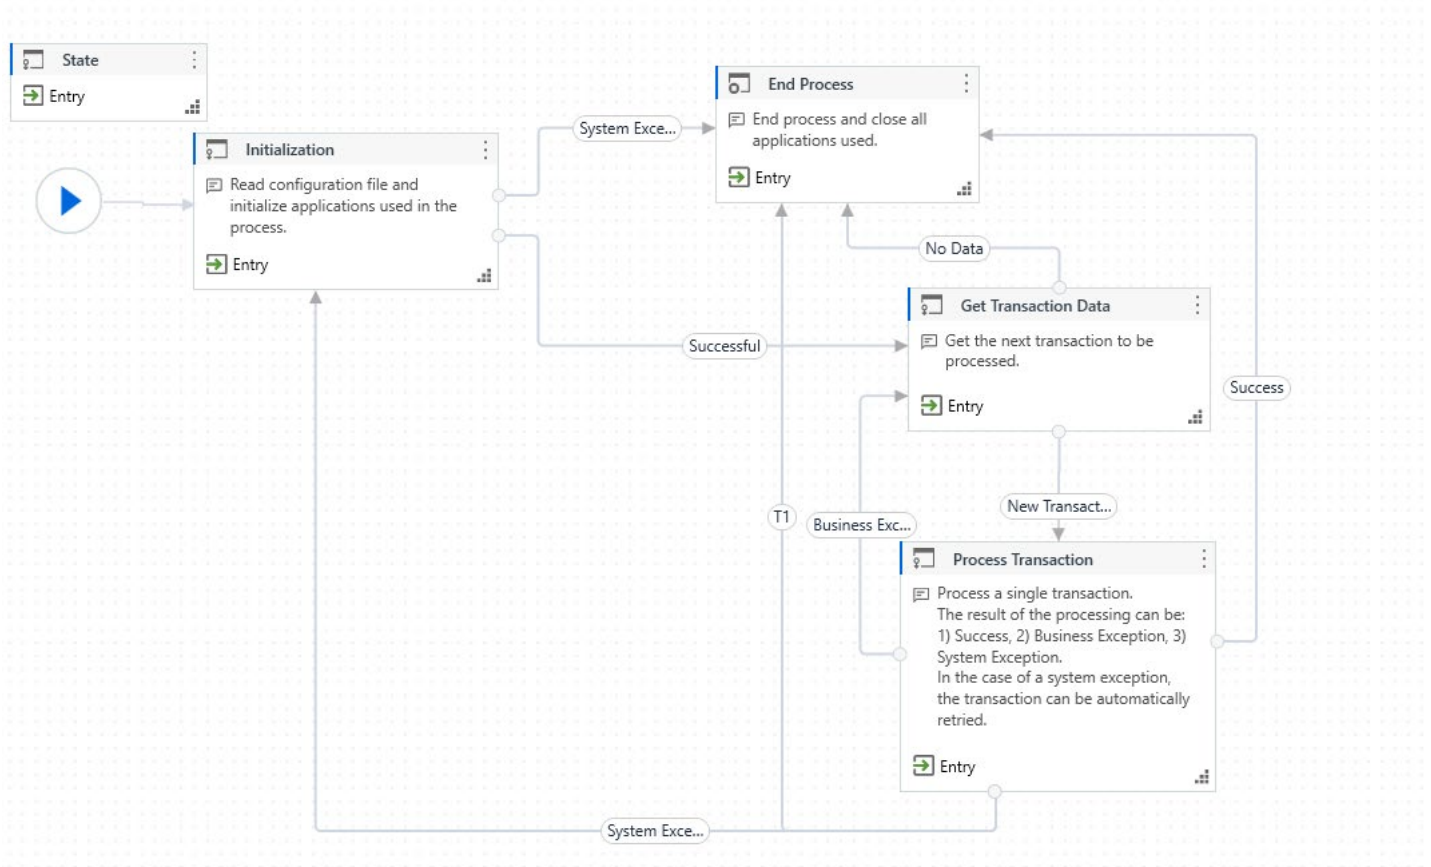 State
Entry
Initialization
Read configuration file and
initialize applications used in the
process.
Entry
System Exce...
End Process
End process and close all
applications used.
Entry
No Data
Successful
Get Transaction Data
Get the next transaction to be
processed.
Entry
Success
T1
Business Exc...
New Transact...
Process Transaction
Process a single transaction.
The result of the processing can be:
1) Success, 2) Business Exception, 3)
System Exception.
In the case of a system exception,
the transaction can be automatically
retried.
Entry
System Exce...